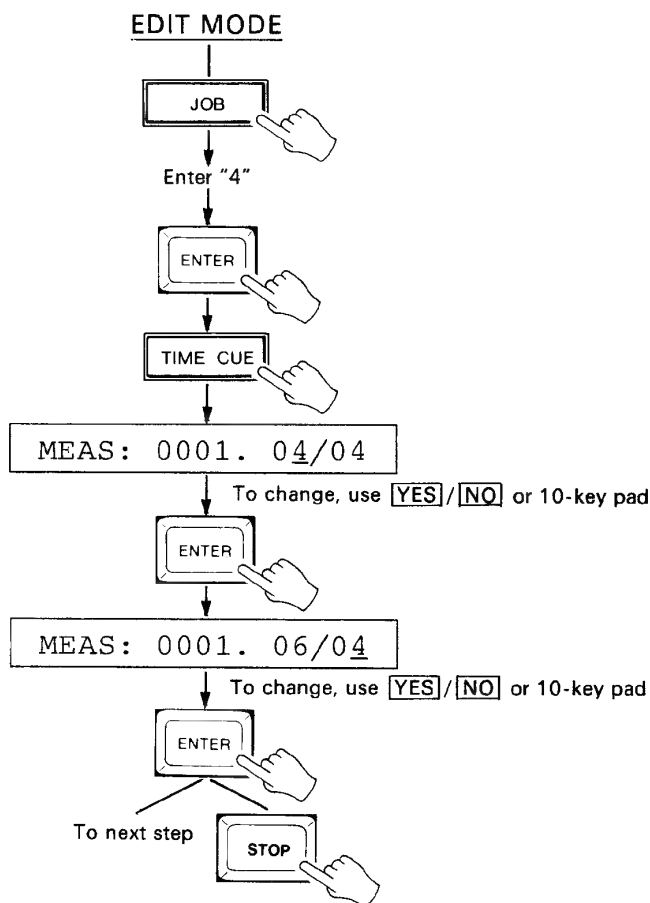 EDIT MODE
JOB
Enter "4"
ENTER
TIME CUE
MEAS: 0001. 04/04
To change, use YES/NO or 10-key pad
ENTER
MEAS: 0001. 06/04
To change, use YES/NO or 10-key pad
ENTER
To next step
STOP